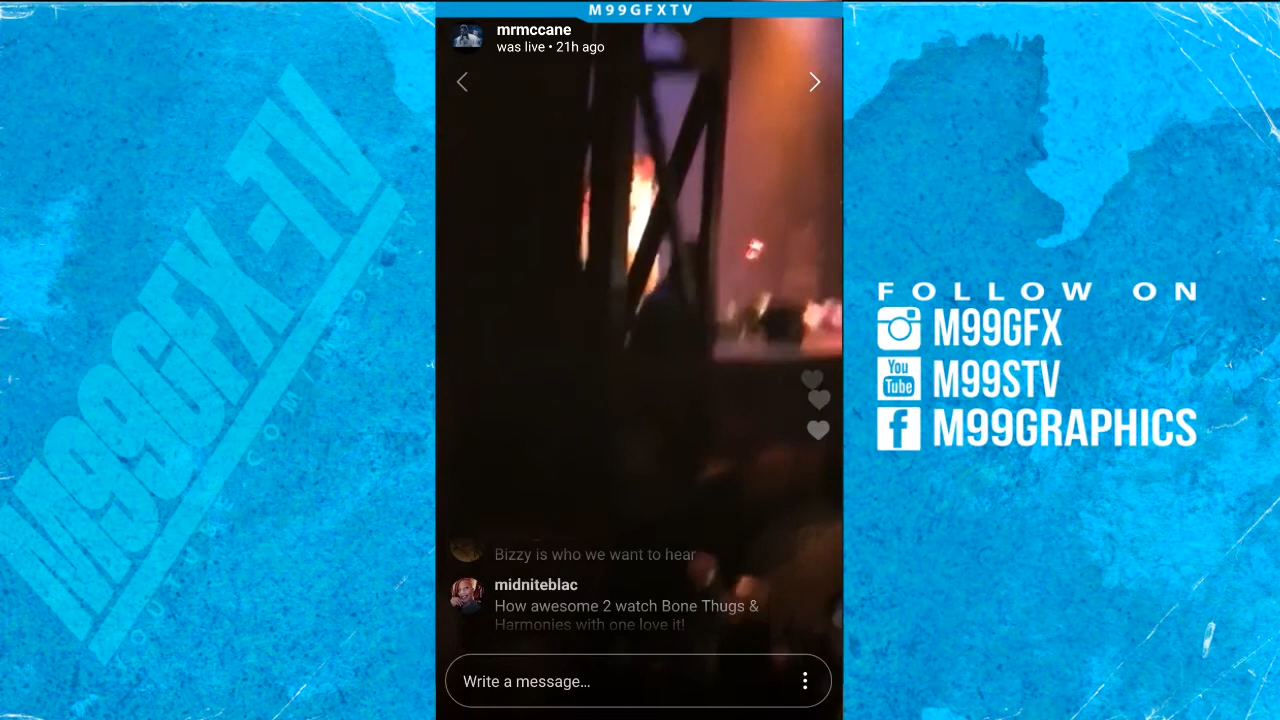 M99GFXTV
mrmccane
was live • 21h ago
Bizzy is who we want to hear
midniteblac
How awesome 2 watch Bone Thugs &
Harmonies with one love it!
Write a message...
M99GFX-TV
FOLLOW ON
M99GFX
You
Tube
M99STV
f M99GRAPHICS